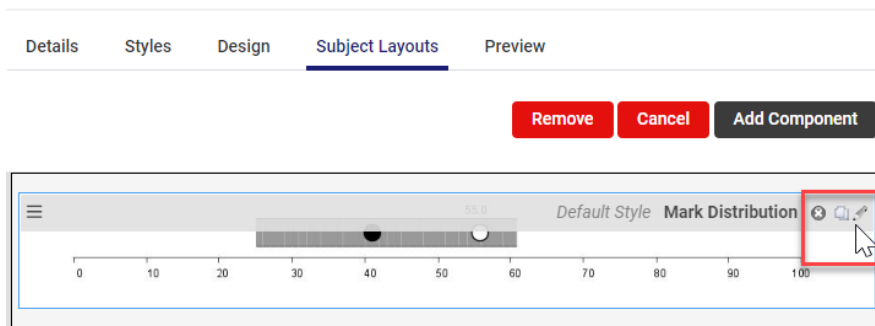 Details Styles Design Subject Layouts Preview
Remove Cancel Add Component
55.0 Default Style Mark Distribution
0 10 20 30 40 50 60 70 80 90 100